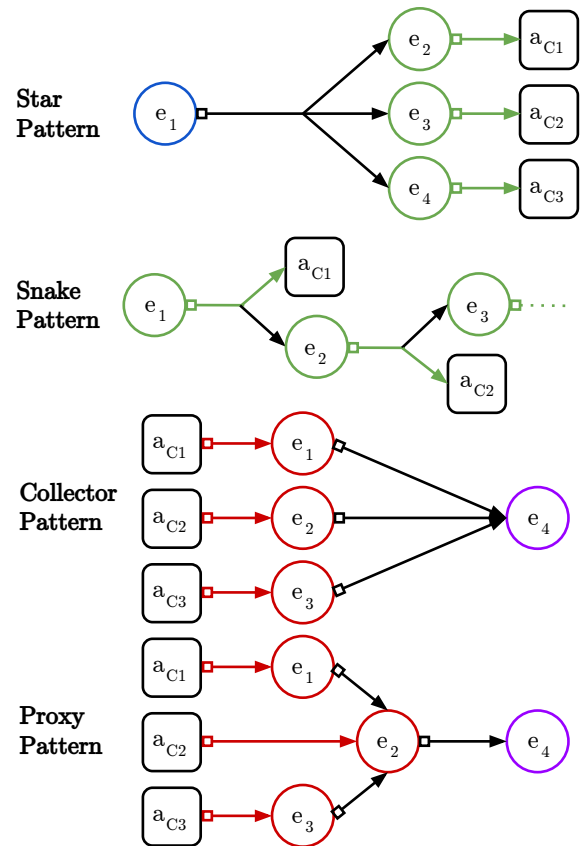 e2
aC1
Star
Pattern
e1
e3
aC2
e4
aC3
aC1
Snake
Pattern
e1
e3
e2
aC2
aC1
e1
Collector
Pattern
aC2
e2
e4
aC3
e3
aC1
e1
Proxy
Pattern
aC2
e2
e4
aC3
e3